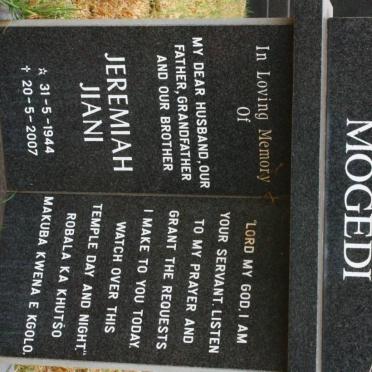 MOGEDI
In Loving Memory
Of
MY DEAR HUSBAND, OUR
FATHER, GRANDFATHER
AND OUR BROTHER
JEREMIAH
JIANI
☆ 31-5-1944
✝ 20-5-2007
"LORD MY GOD, I AM
YOUR SERVANT. LISTEN
TO MY PRAYER AND
GRANT THE REQUESTS
I MAKE TO YOU TODAY.
WATCH OVER THIS
TEMPLE DAY AND NIGHT."
ROBALA KA KHUTŠO
MAKUBA KWENA E KGOLO.